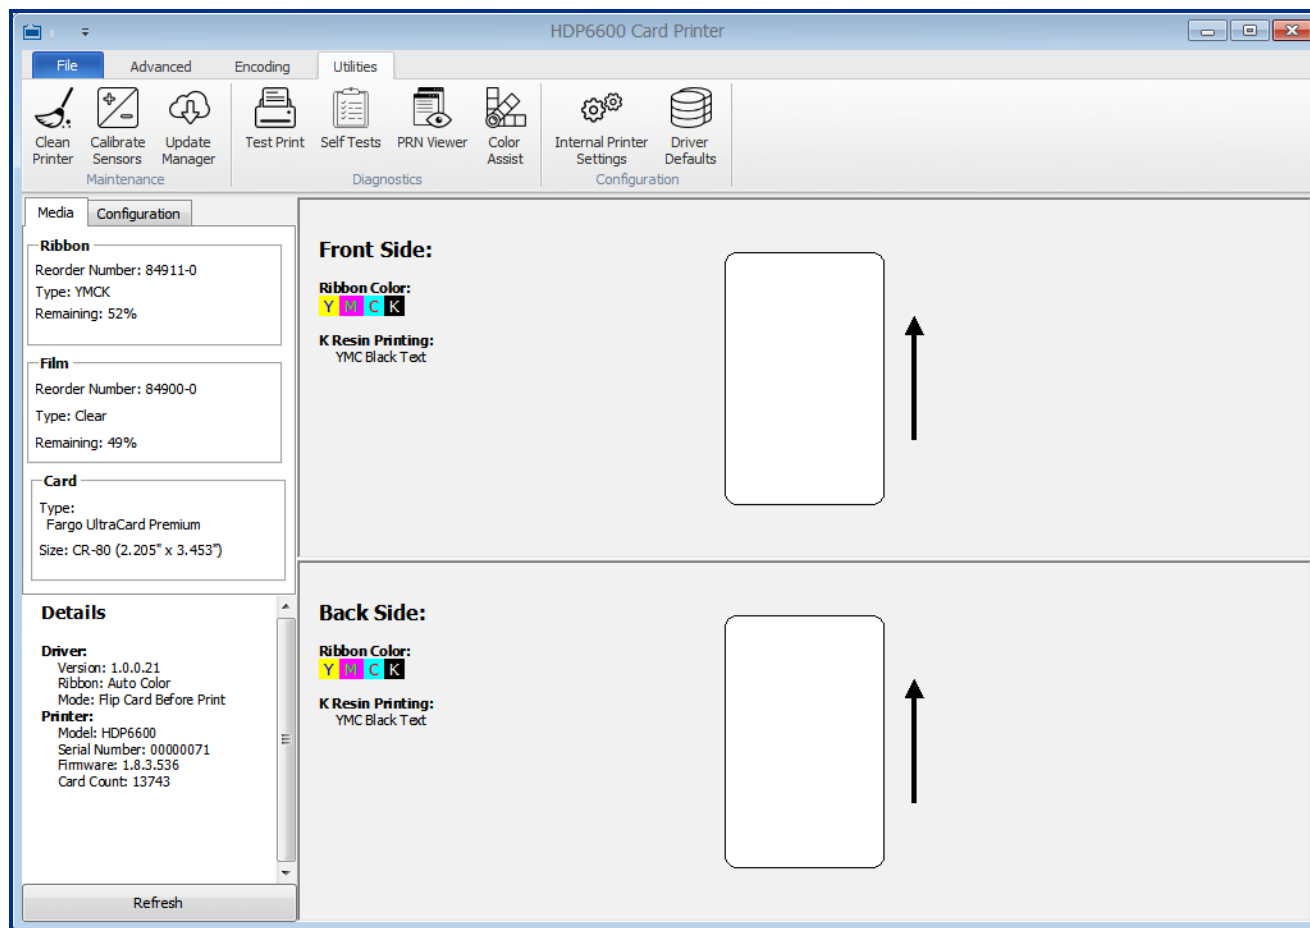 HDP6600 Card Printer
File Advanced Encoding Utilities
Clean Printer
Calibrate Sensors
Update Manager
Test Print
Self Tests
PRN Viewer
Color Assist
Internal Printer Settings
Driver Defaults
Maintenance
Diagnostics
Configuration
Media Configuration
Ribbon
Reorder Number: 84911-0
Type: YMCK
Remaining: 52%
Film
Reorder Number: 84900-0
Type: Clear
Remaining: 49%
Card
Type:
Fargo UltraCard Premium
Size: CR-80 (2.205" x 3.453")
Details
Driver:
Version: 1.0.0.21
Ribbon: Auto Color
Mode: Flip Card Before Print
Printer:
Model: HDP6600
Serial Number: 00000071
Firmware: 1.8.3.536
Card Count: 13743
Refresh
Front Side:
Ribbon Color:
Y M C K
K Resin Printing:
YMC Black Text
Back Side:
Ribbon Color:
Y M C K
K Resin Printing:
YMC Black Text